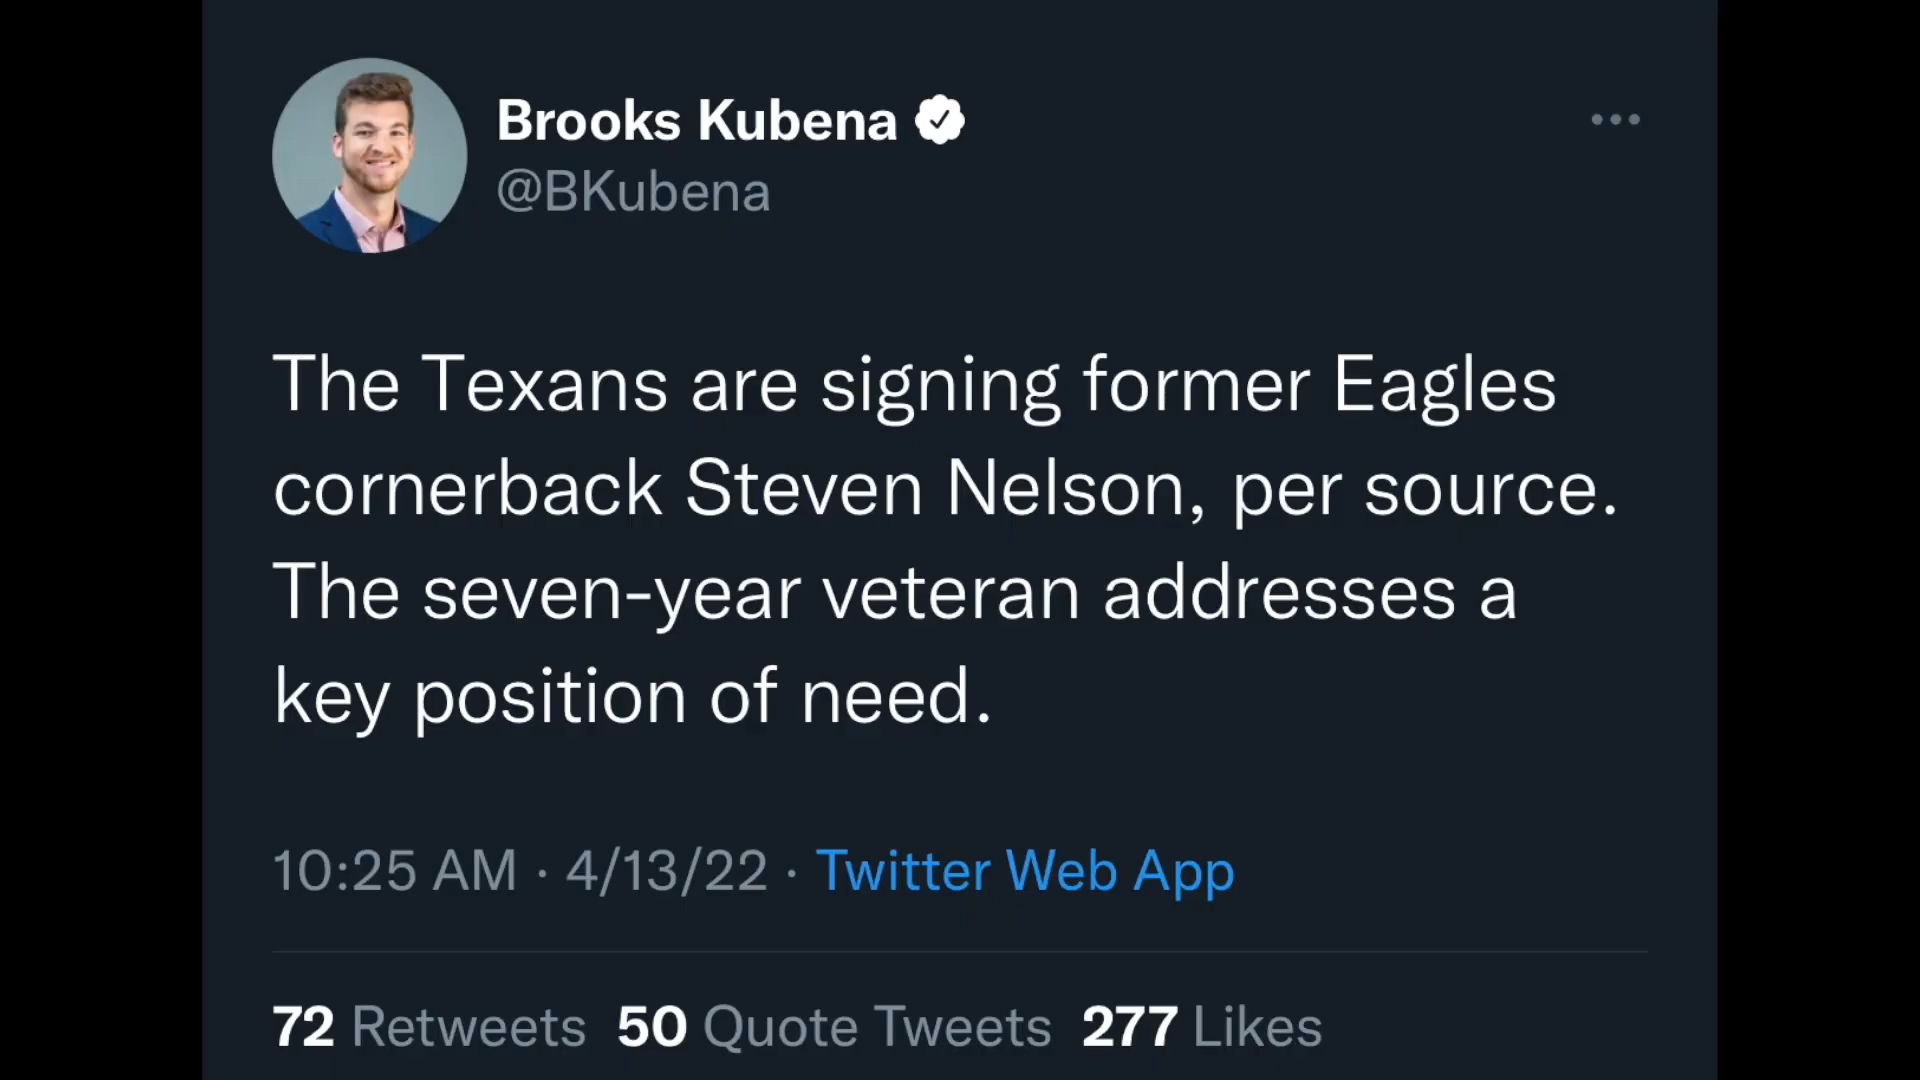 Brooks Kubena
@BKubena
The Texans are signing former Eagles
cornerback Steven Nelson, per source.
The seven-year veteran addresses a
key position of need.
10:25 AM · 4/13/22 · Twitter Web App
72 Retweets 50 Quote Tweets 277 Likes